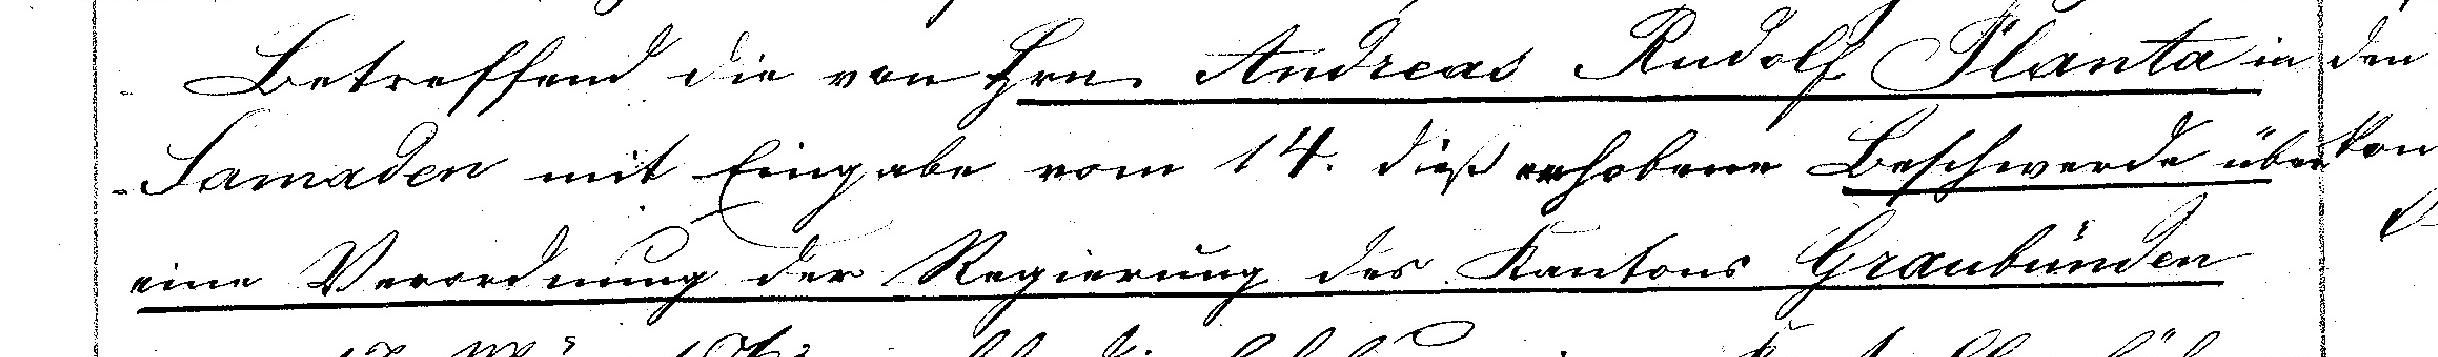 Betreffend die von Hrn. Andreas Rudolf Planta in
Samaden mit Eingabe vom 14. dieß erhobene Beschwerde über
eine Verordnung der Regierung des Kantons Graubünden